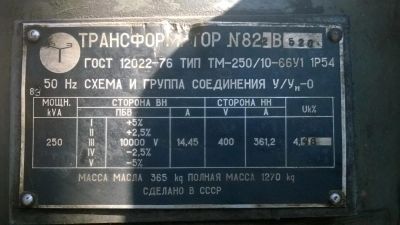 ТРАНСФОРМАТОР N82 В 520
ГОСТ 12022-76 ТИП ТМ-250/10-66У1 1Р54
50 Hz СХЕМА И ГРУППА СОЕДИНЕНИЯ У/Ун-0
МОЩН. kVA СТОРОНА ВН СТОРОНА НН Uk%
ПБВ A V A
I +5%
II +2,5%
250 III 10000 V 14,45 400 361,2
IV -2,5%
V -5%
МАССА МАСЛА 365 kg ПОЛНАЯ МАССА 1270 kg
СДЕЛАНО В СССР